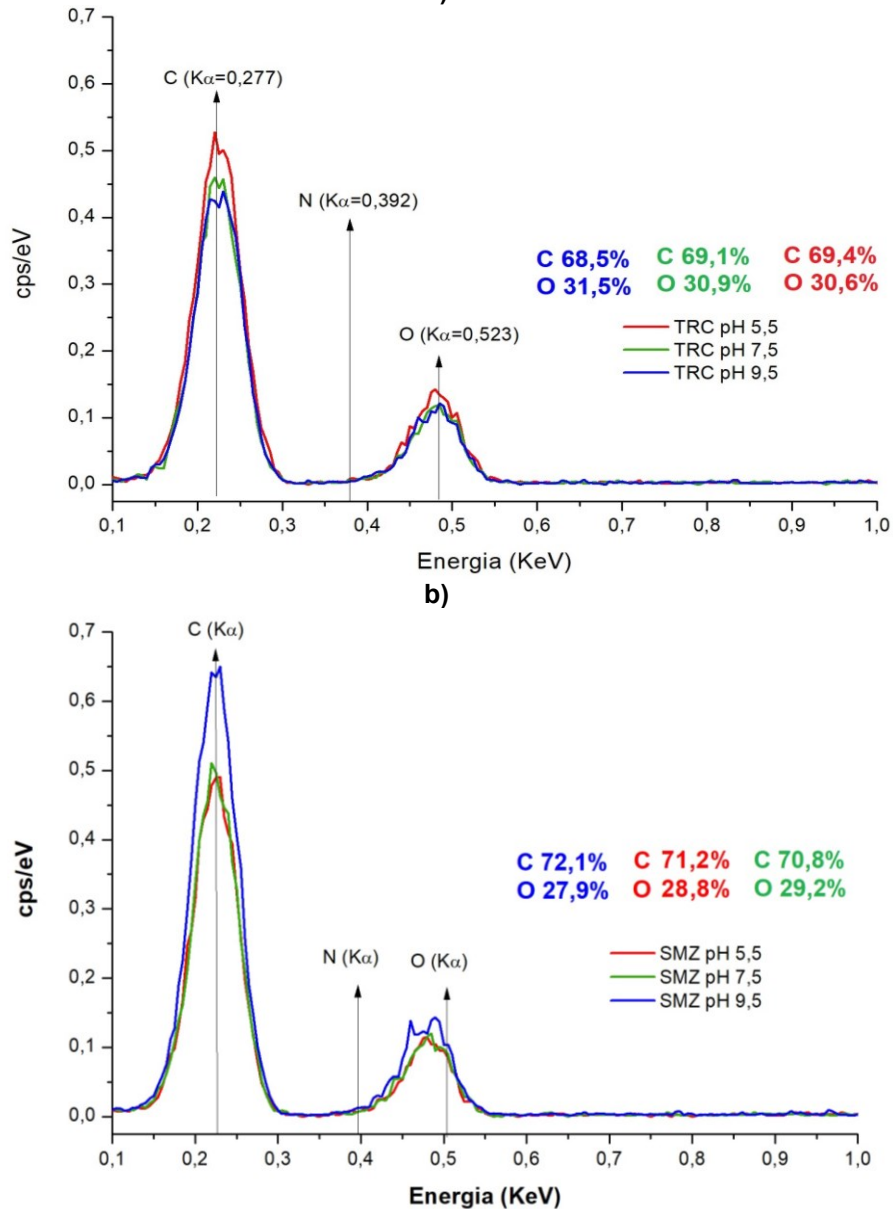 )
0,7
C (Kα=0,277)
0,6
0,5
N (Kα=0,392)
0,4
cps/eV
C 68,5% C 69,1% C 69,4%
O 31,5% O 30,9% O 30,6%
0,3
O (Kα=0,523)
TRC pH 5,5
TRC pH 7,5
TRC pH 9,5
0,2
0,1
0,0
0,1 0,2 0,3 0,4 0,5 0,6 0,7 0,8 0,9 1,0
Energia (KeV)
b)
0,7
C (Kα)
0,6
0,5
0,4
cps/eV
C 72,1% C 71,2% C 70,8%
O 27,9% O 28,8% O 29,2%
0,3
N (Kα) O (Kα)
SMZ pH 5,5
SMZ pH 7,5
SMZ pH 9,5
0,2
0,1
0,0
0,1 0,2 0,3 0,4 0,5 0,6 0,7 0,8 0,9 1,0
Energia (KeV)